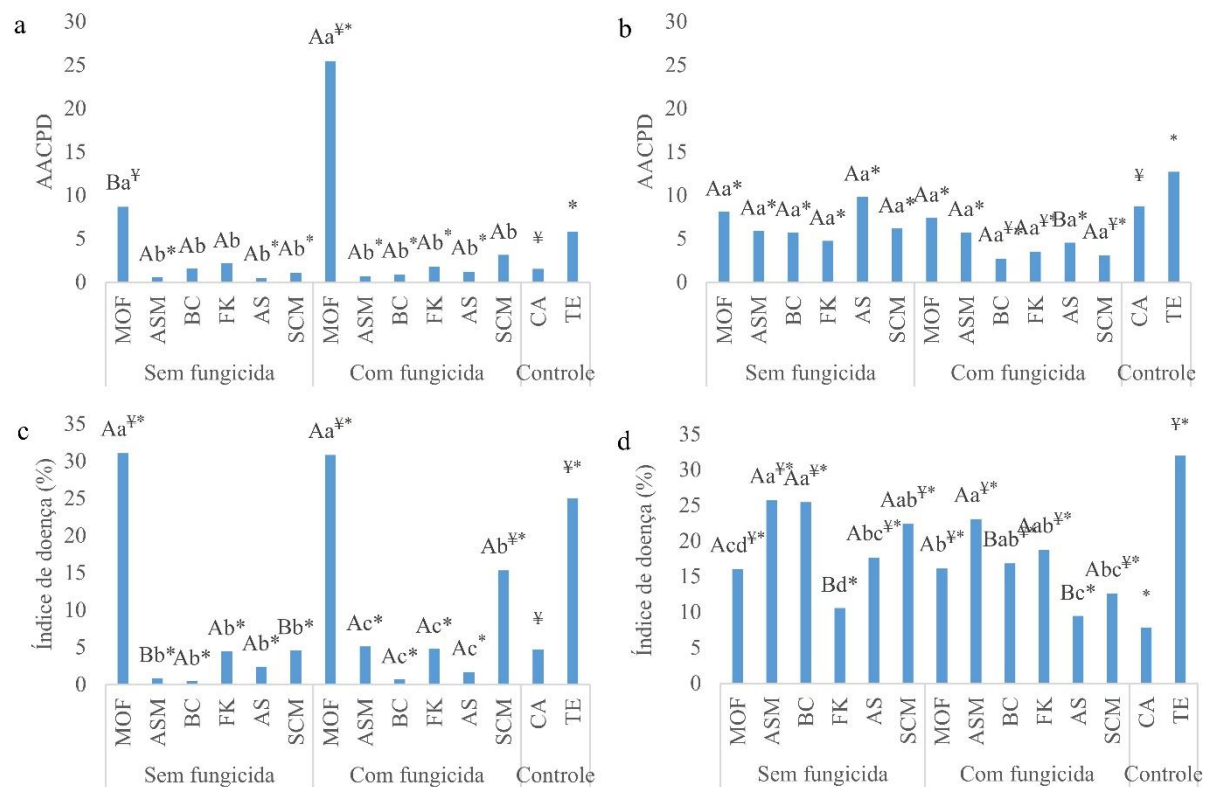 a
AACPD
30
25
20
15
10
5
0
Ba¥ Ab* Ab Ab Ab* Ab* Aa¥* Ab* Ab* Ab* Ab* Ab ¥ *
MOF ASM BC FK AS SCM MOF ASM BC FK AS SCM CA TE
Sem fungicida Com fungicida Controle
b
AACPD
30
25
20
15
10
5
0
Aa* Aa* Aa* Aa* Aa* Aa* Aa* Aa* Aa¥* Aa¥* Ba* Aa¥* ¥ *
MOF ASM BC FK AS SCM MOF ASM BC FK AS SCM CA TE
Sem fungicida Com fungicida Controle
c
Índice de doença (%)
35
30
25
20
15
10
5
0
Aa¥* Bb* Ab* Ab* Ab* Bb* Aa¥* Ac* Ac* Ac* Ac* Ab¥* ¥ ¥*
MOF ASM BC FK AS SCM MOF ASM BC FK AS SCM CA TE
Sem fungicida Com fungicida Controle
d
Índice de doença (%)
35
30
25
20
15
10
5
0
Acd¥* Aa¥* Aa¥* Bd* Abc¥* Aab¥* Ab¥* Aa¥* Bab¥* Aab¥* Bc* Abc¥* * ¥*
MOF ASM BC FK AS SCM MOF ASM BC FK AS SCM CA TE
Sem fungicida Com fungicida Controle